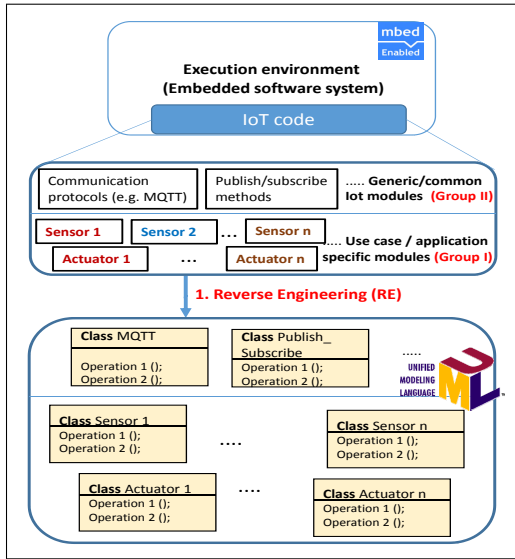 mbed
Enabled
Execution environment
(Embedded software system)
IoT code
Communication
protocols (e.g. MQTT)
Publish/subscribe
methods
..... Generic/common
Iot modules (Group II)
Sensor 1
Sensor 2
...
Sensor n
Actuator 1
...
Actuator n
.... Use case / application
specific modules (Group I)
1. Reverse Engineering (RE)
Class MQTT
Operation 1 ();
Operation 2 ();
Class Publish_
Subscribe
Operation 1 ();
Operation 2 ();
.....
UNIFIED
MODELING
LANGUAGE
UML
Class Sensor 1
Operation 1 ();
Operation 2 ();
....
Class Sensor n
Operation 1 ();
Operation 2 ();
Class Actuator 1
Operation 1 ();
Operation 2 ();
....
Class Actuator n
Operation 1 ();
Operation 2 ();